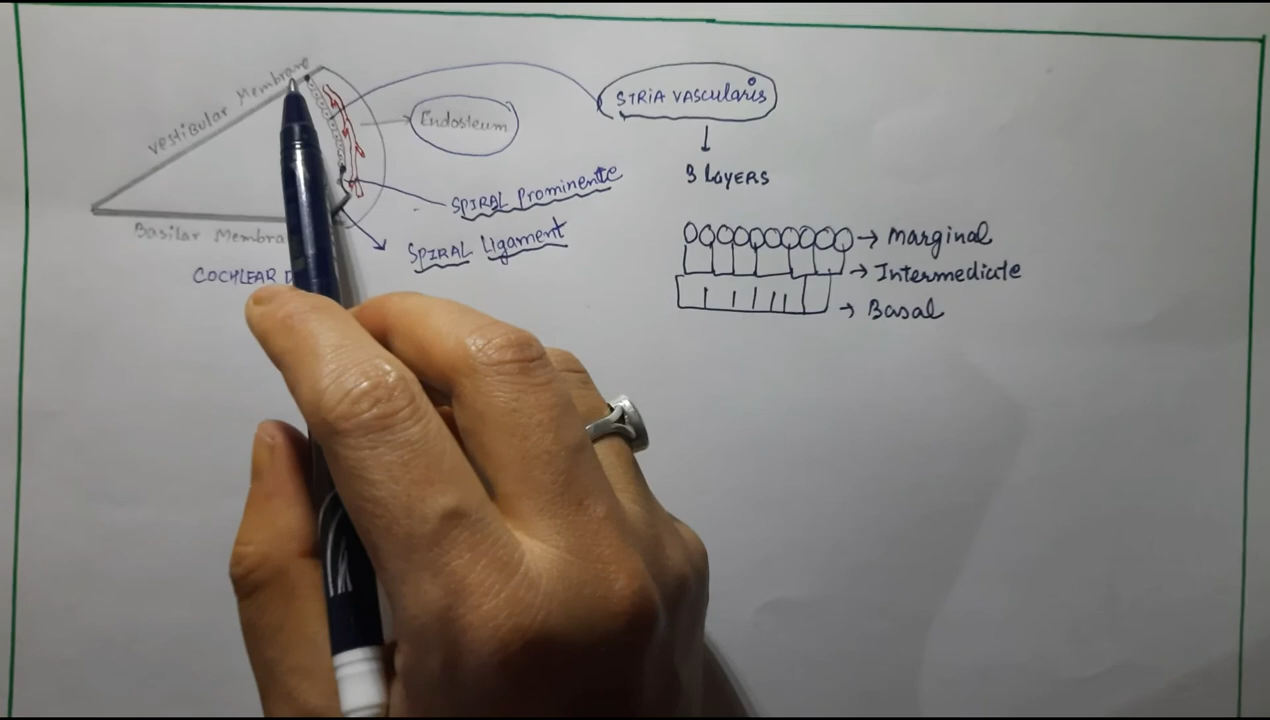 Vestibular Membrane
STRIA VASCULARIS
Endosteum
3 LAYERS
SPIRAL Prominente
Basilar Membra
SPIRAL Ligament
COCHLEAR D
→ Marginal
→ Intermediate
→ Basal